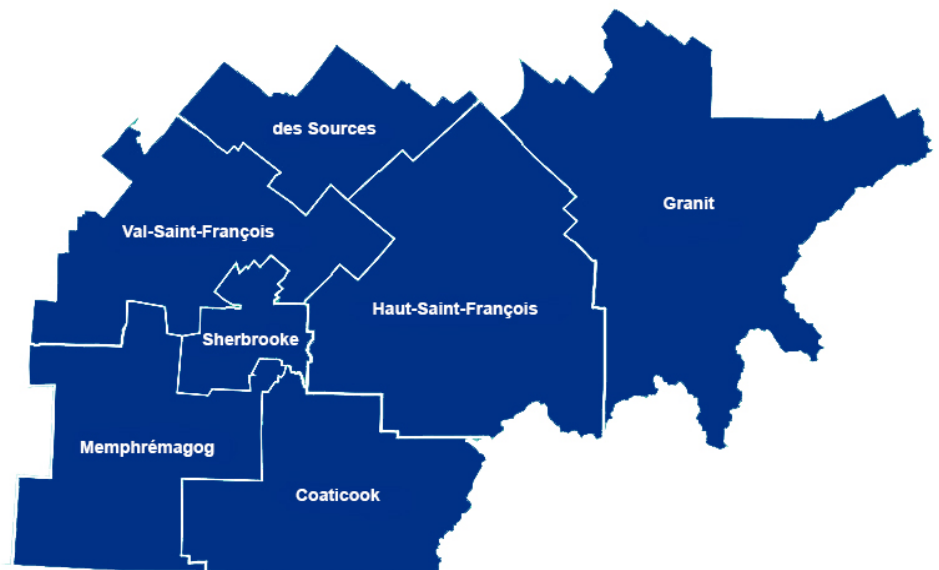 des Sources
Granit
Val-Saint-François
Haut-Saint-François
Sherbrooke
Memphrémagog
Coaticook